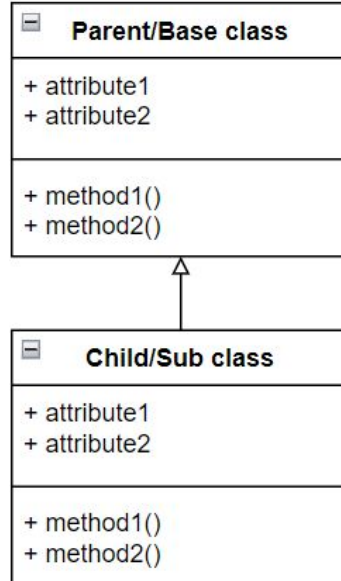 Parent/Base class
+ attribute1
+ attribute2
+ method1()
+ method2()
Child/Sub class
+ attribute1
+ attribute2
+ method1()
+ method2()